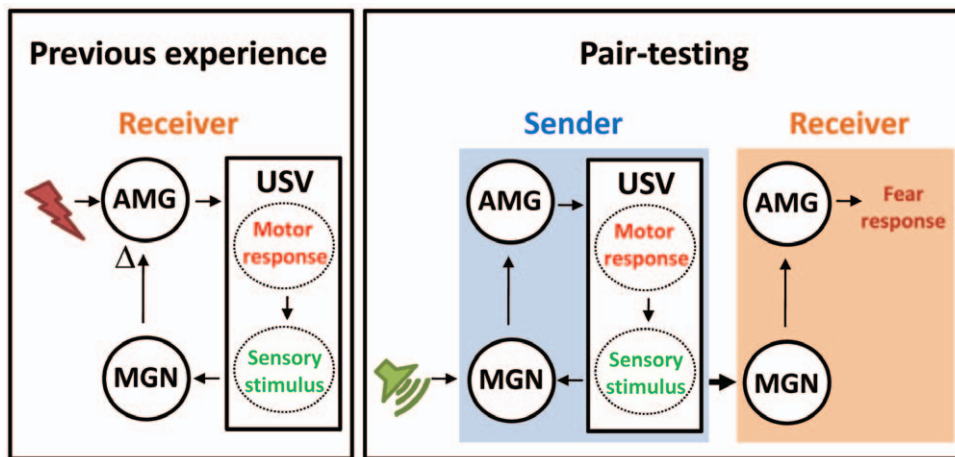 Previous experience
Receiver
AMG
USV
Motor
response
Δ
MGN
Sensory
stimulus
Pair-testing
Sender
Receiver
AMG
USV
Motor
response
MGN
Sensory
stimulus
AMG
Fear
response
MGN